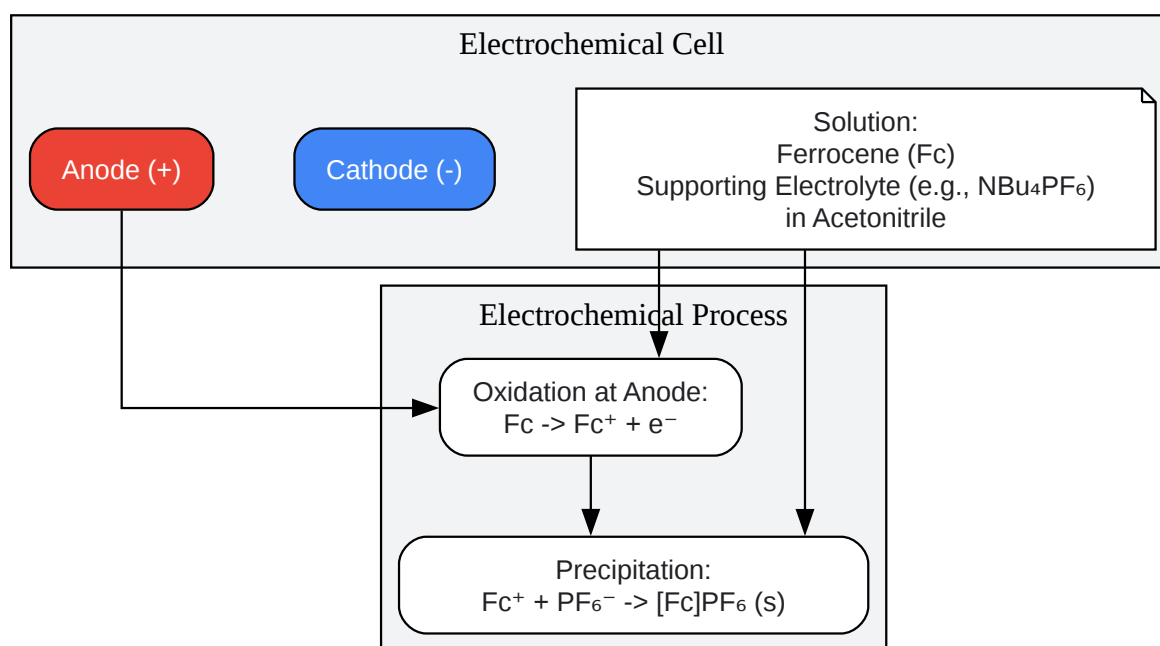 Electrochemical Cell
Anode (+)
Cathode (-)
Solution:
Ferrocene (Fc)
Supporting Electrolyte (e.g., NBu₄PF₆)
in Acetonitrile
Electrochemical Process
Oxidation at Anode:
Fc -> Fc⁺ + e⁻
Precipitation:
Fc⁺ + PF₆⁻ -> [Fc]PF₆ (s)